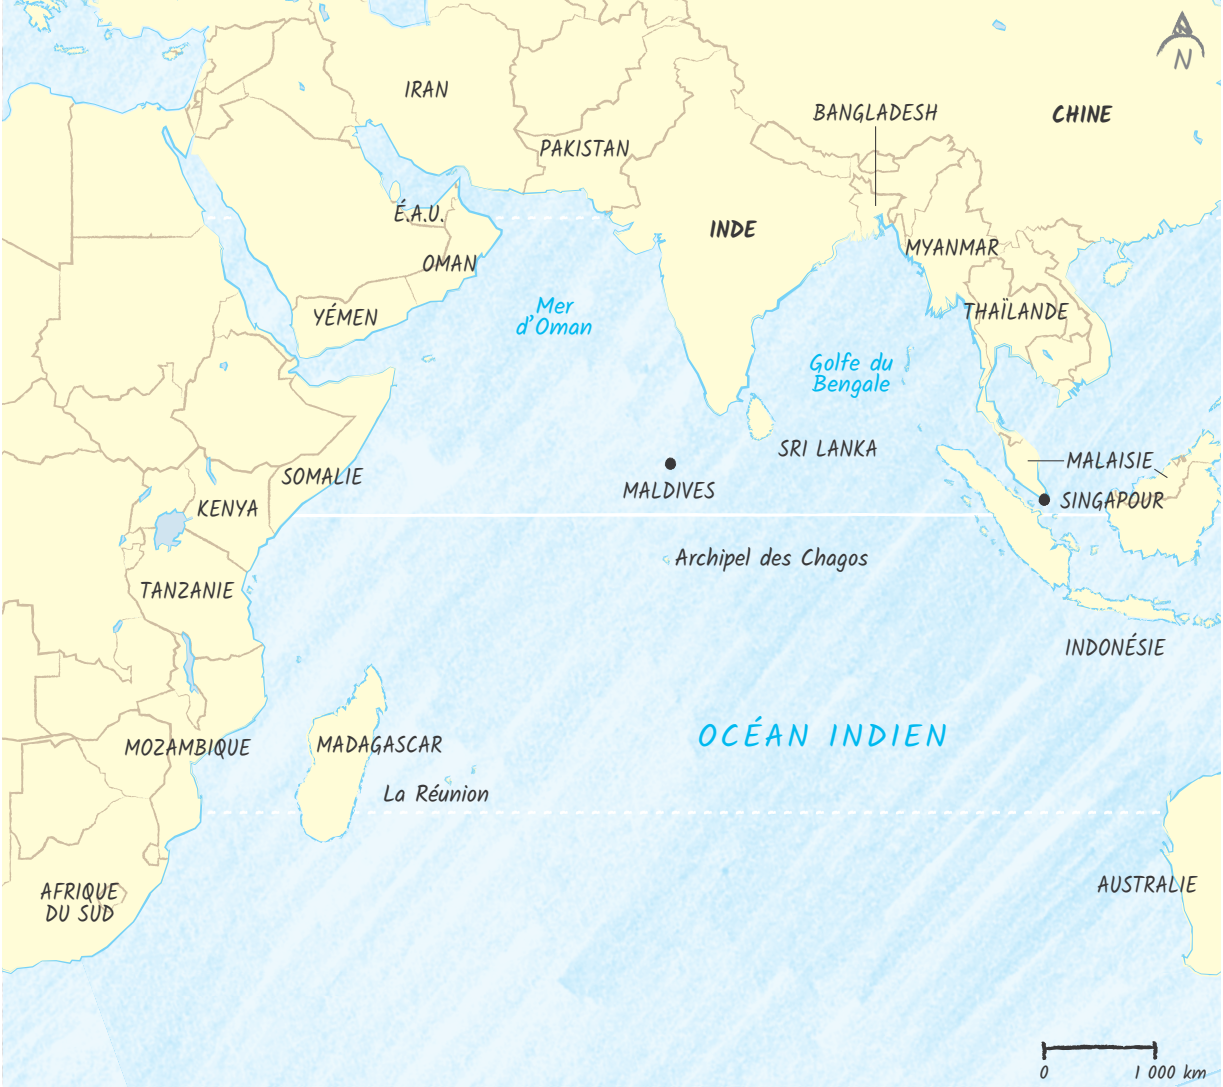 N
IRAN
BANGLADESH
CHINE
PAKISTAN
É.A.U.
INDE
MYANMAR
OMAN
YÉMEN
Mer
d'Oman
THAÏLANDE
Golfe du
Bengale
SRI LANKA
MALAISIE
SOMALIE
MALDIVES
SINGAPOUR
KENYA
Archipel des Chagos
TANZANIE
INDONÉSIE
OCÉAN INDIEN
MOZAMBIQUE
MADAGASCAR
La Réunion
AUSTRALIE
AFRIQUE
DU SUD
0 1 000 km